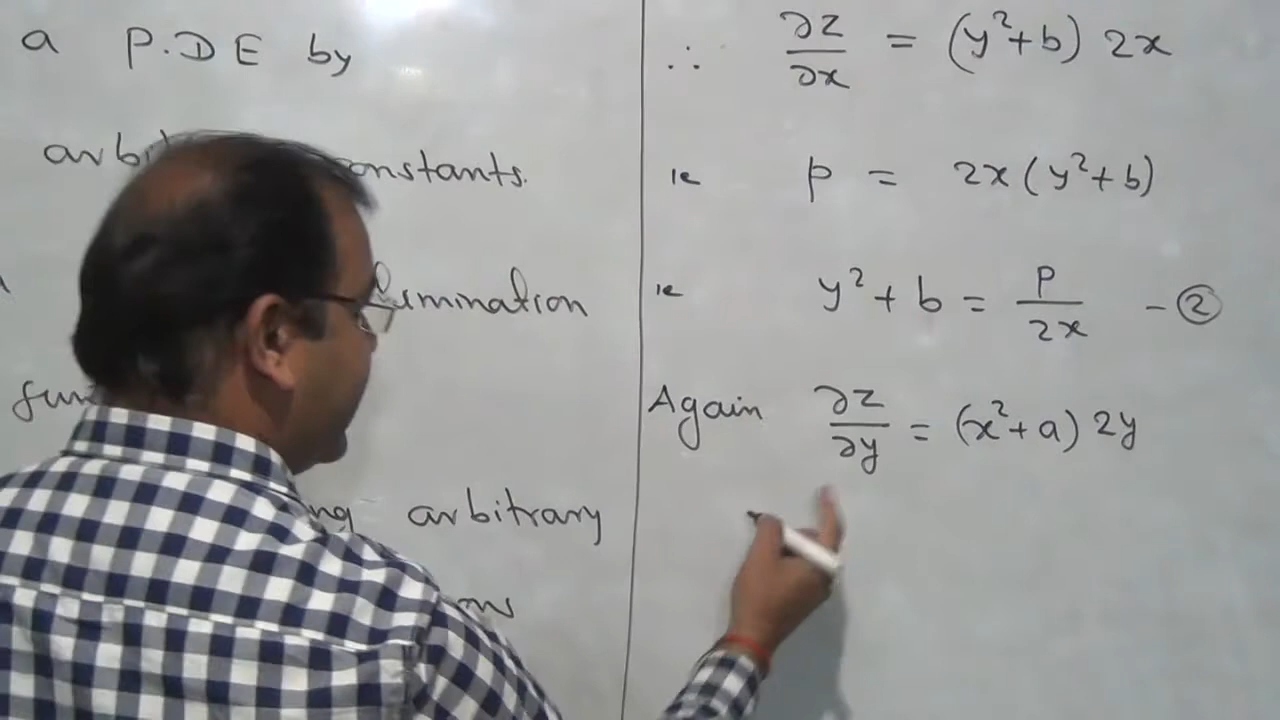 a P.D E by
constants.
arbitrary
∴ ∂z/∂x = (y²+b) 2x
ie p = 2x(y²+b)
ie y²+b = p/2x - ②
Again ∂z/∂y = (x²+a) 2y